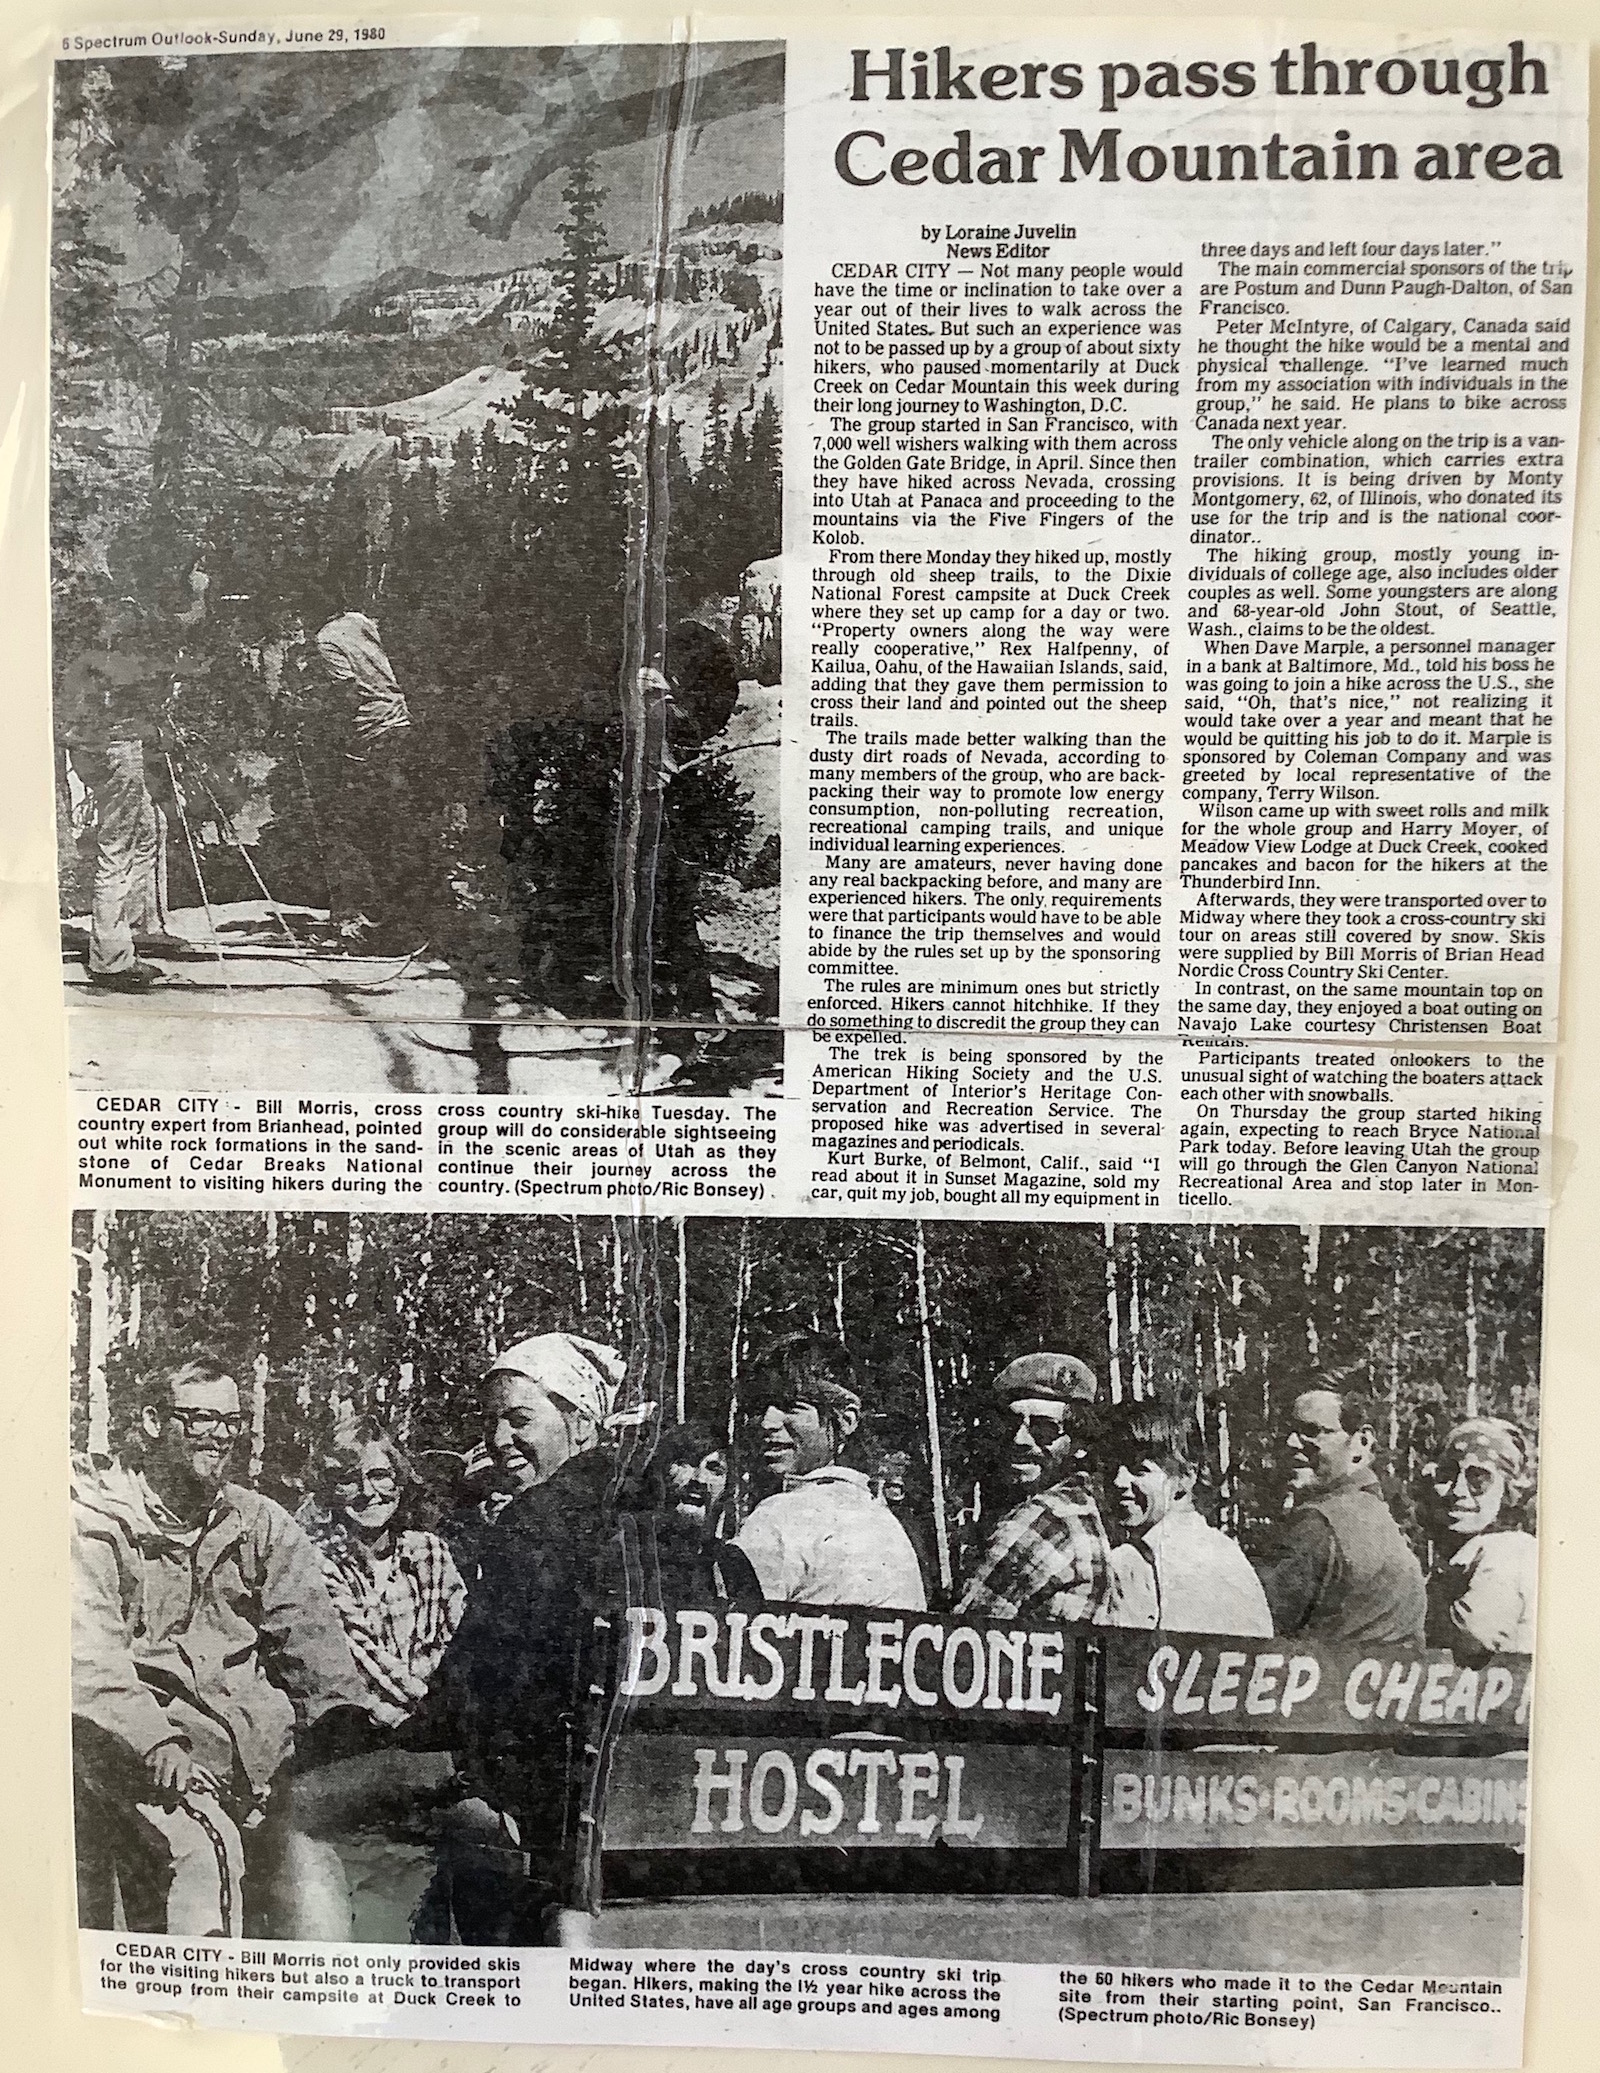 6 Spectrum Outlook-Sunday, June 29, 1980
Hikers pass through
Cedar Mountain area
by Loraine Juvelin
News Editor
CEDAR CITY — Not many people would
have the time or inclination to take over a
year out of their lives to walk across the
United States. But such an experience was
not to be passed up by a group of about sixty
hikers, who paused momentarily at Duck
Creek on Cedar Mountain this week during
their long journey to Washington, D.C.
The group started in San Francisco, with
7,000 well wishers walking with them across
the Golden Gate Bridge, in April. Since then
they have hiked across Nevada, crossing
into Utah at Panaca and proceeding to the
mountains via the Five Fingers of the
Kolob.
From there Monday they hiked up, mostly
through old sheep trails, to the Dixie
National Forest campsite at Duck Creek
where they set up camp for a day or two.
"Property owners along the way were
really cooperative," Rex Halfpenny, of
Kailua, Oahu, of the Hawaiian Islands, said,
adding that they gave them permission to
cross their land and pointed out the sheep
trails.
The trails made better walking than the
dusty dirt roads of Nevada, according to
many members of the group, who are back-
packing their way to promote low energy
consumption, non-polluting recreation,
recreational camping trails, and unique
individual learning experiences.
Many are amateurs, never having done
any real backpacking before, and many are
experienced hikers. The only requirements
were that participants would have to be able
to finance the trip themselves and would
abide by the rules set up by the sponsoring
committee.
The rules are minimum ones but strictly
enforced. Hikers cannot hitchhike. If they
do something to discredit the group they can
be expelled.
The trek is being sponsored by the
American Hiking Society and the U.S.
Department of Interior's Heritage Con-
servation and Recreation Service. The
proposed hike was advertised in several
magazines and periodicals.
Kurt Burke, of Belmont, Calif., said "I
read about it in Sunset Magazine, sold my
car, quit my job, bought all my equipment in
three days and left four days later."
The main commercial sponsors of the trip
are Postum and Dunn Paugh-Dalton, of San
Francisco.
Peter McIntyre, of Calgary, Canada said
he thought the hike would be a mental and
physical challenge. "I've learned much
from my association with individuals in the
group," he said. He plans to bike across
Canada next year.
The only vehicle along on the trip is a van-
trailer combination, which carries extra
provisions. It is being driven by Monty
Montgomery, 62, of Illinois, who donated its
use for the trip and is the national coor-
dinator..
The hiking group, mostly young in-
dividuals of college age, also includes older
couples as well. Some youngsters are along
and 68-year-old John Stout, of Seattle,
Wash., claims to be the oldest.
When Dave Marple, a personnel manager
in a bank at Baltimore, Md., told his boss he
was going to join a hike across the U.S., she
said, "Oh, that's nice," not realizing it
would take over a year and meant that he
would be quitting his job to do it. Marple is
sponsored by Coleman Company and was
greeted by local representative of the
company, Terry Wilson.
Wilson came up with sweet rolls and milk
for the whole group and Harry Moyer, of
Meadow View Lodge at Duck Creek, cooked
pancakes and bacon for the hikers at the
Thunderbird Inn.
Afterwards, they were transported over to
Midway where they took a cross-country ski
tour on areas still covered by snow. Skis
were supplied by Bill Morris of Brian Head
Nordic Cross Country Ski Center.
In contrast, on the same mountain top on
the same day, they enjoyed a boat outing on
Navajo Lake courtesy Christensen Boat
Rentals.
Participants treated onlookers to the
unusual sight of watching the boaters attack
each other with snowballs.
On Thursday the group started hiking
again, expecting to reach Bryce National
Park today. Before leaving Utah the group
will go through the Glen Canyon National
Recreational Area and stop later in Mon-
ticello.
CEDAR CITY - Bill Morris, cross
country expert from Brianhead, pointed
out white rock formations in the sand-
stone of Cedar Breaks National
Monument to visiting hikers during the
cross country ski-hike Tuesday. The
group will do considerable sightseeing
in the scenic areas of Utah as they
continue their journey across the
country. (Spectrum photo/Ric Bonsey)
BRISTLECONE
HOSTEL
SLEEP CHEAP!
BUNKS·ROOMS·CABINS
CEDAR CITY - Bill Morris not only provided skis
for the visiting hikers but also a truck to transport
the group from their campsite at Duck Creek to
Midway where the day's cross country ski trip
began. Hikers, making the 1½ year hike across the
United States, have all age groups and ages among
the 60 hikers who made it to the Cedar Mountain
site from their starting point, San Francisco..
(Spectrum photo/Ric Bonsey)